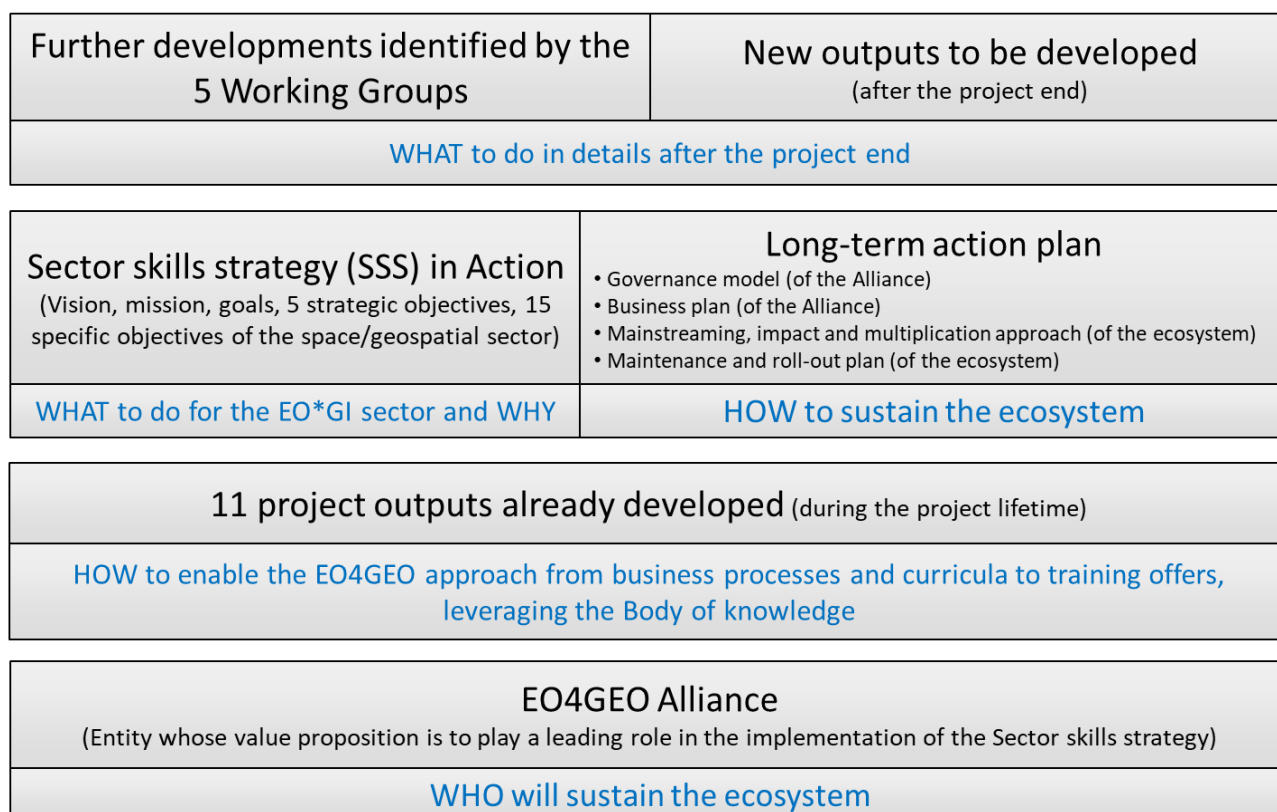 Further developments identified by the
5 Working Groups
New outputs to be developed
(after the project end)
WHAT to do in details after the project end
Sector skills strategy (SSS) in Action
(Vision, mission, goals, 5 strategic objectives, 15
specific objectives of the space/geospatial sector)
WHAT to do for the EO*GI sector and WHY
Long-term action plan
• Governance model (of the Alliance)
• Business plan (of the Alliance)
• Mainstreaming, impact and multiplication approach (of the ecosystem)
• Maintenance and roll-out plan (of the ecosystem)
HOW to sustain the ecosystem
11 project outputs already developed (during the project lifetime)
HOW to enable the EO4GEO approach from business processes and curricula to training offers,
leveraging the Body of knowledge
EO4GEO Alliance
(Entity whose value proposition is to play a leading role in the implementation of the Sector skills strategy)
WHO will sustain the ecosystem